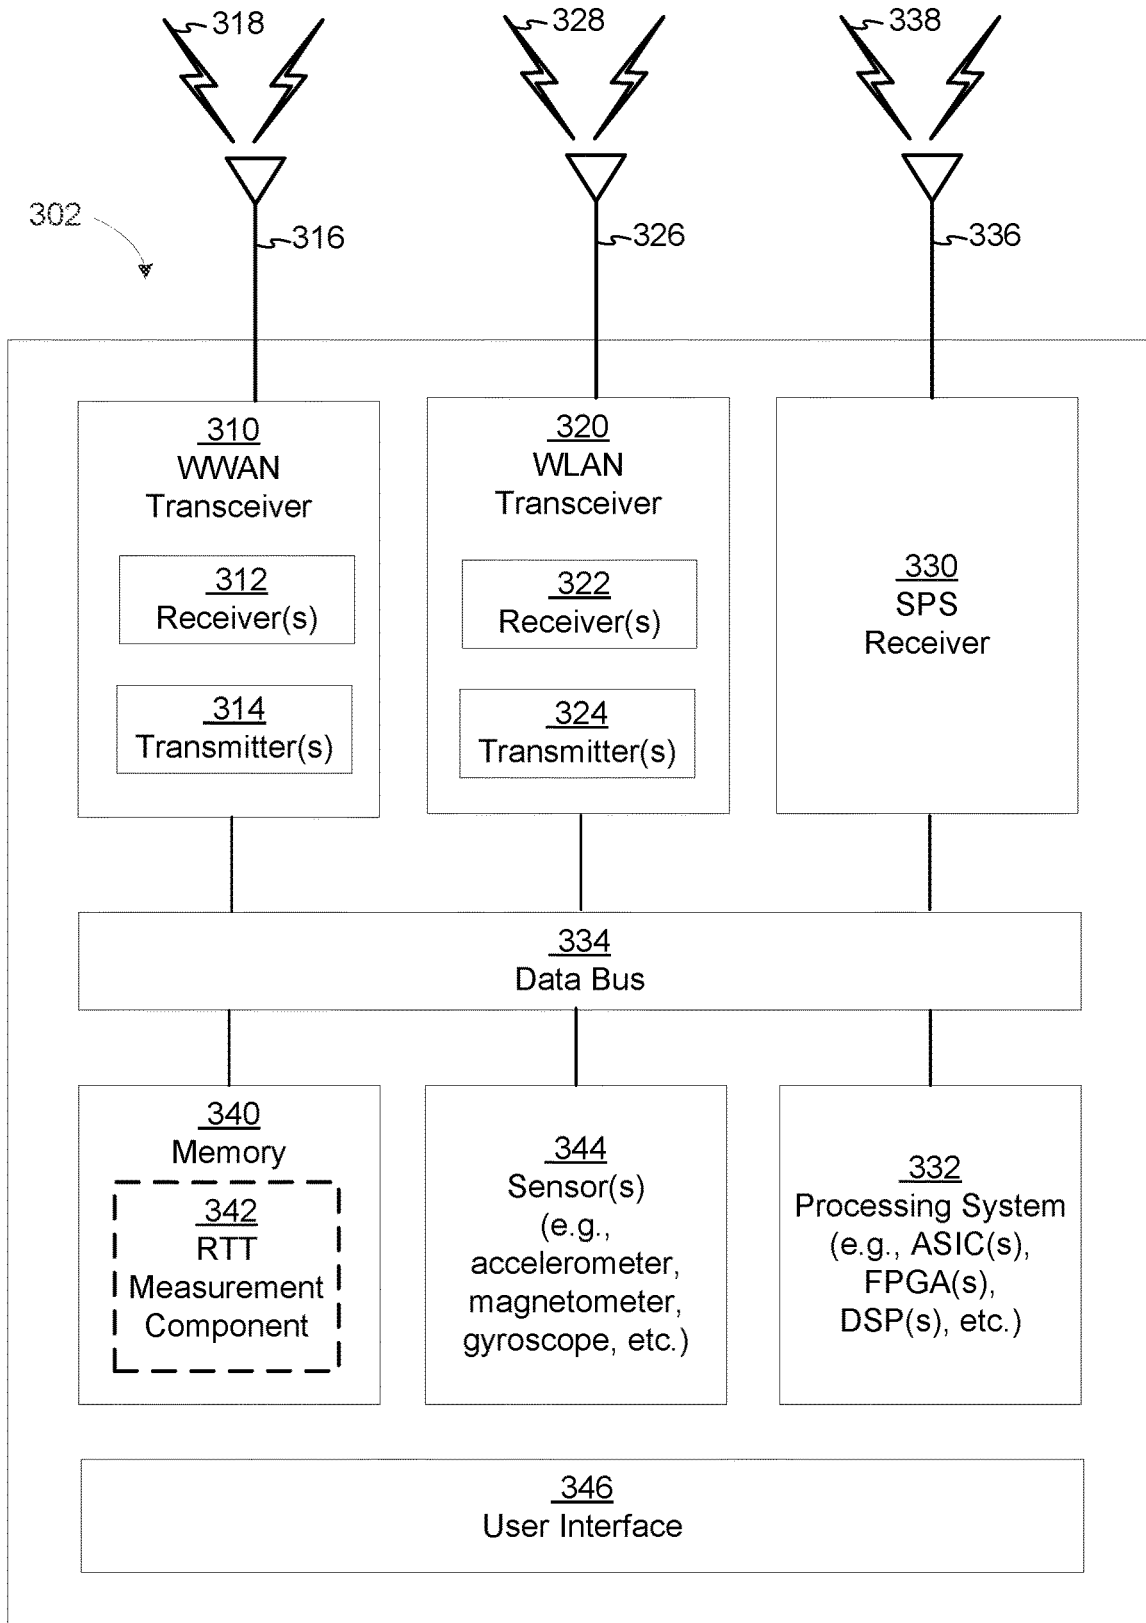 318
328
338
302
316
326
336
310
WWAN
Transceiver
312
Receiver(s)
314
Transmitter(s)
320
WLAN
Transceiver
322
Receiver(s)
324
Transmitter(s)
330
SPS
Receiver
334
Data Bus
340
Memory
342
RTT
Measurement
Component
344
Sensor(s)
(e.g.,
accelerometer,
magnetometer,
gyroscope, etc.)
332
Processing System
(e.g., ASIC(s),
FPGA(s),
DSP(s), etc.)
346
User Interface